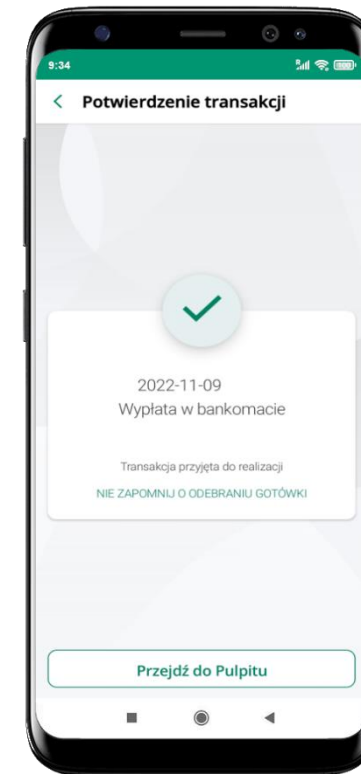 9:34
Potwierdzenie transakcji
2022-11-09
Wypłata w bankomacie
Transakcja przyjęta do realizacji
NIE ZAPOMNIJ O ODEBRANIU GOTÓWKI
Przejdź do Pulpitu